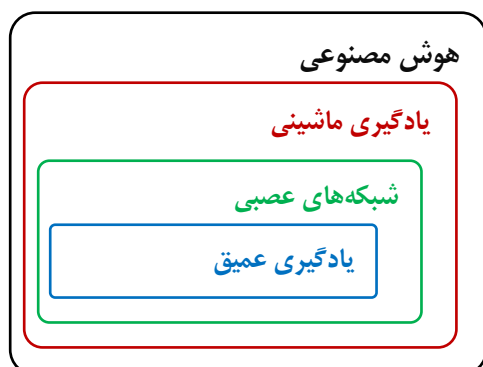 هوش مصنوعی
یادگیری ماشینی
شبکه‌های عصبی
یادگیری عمیق